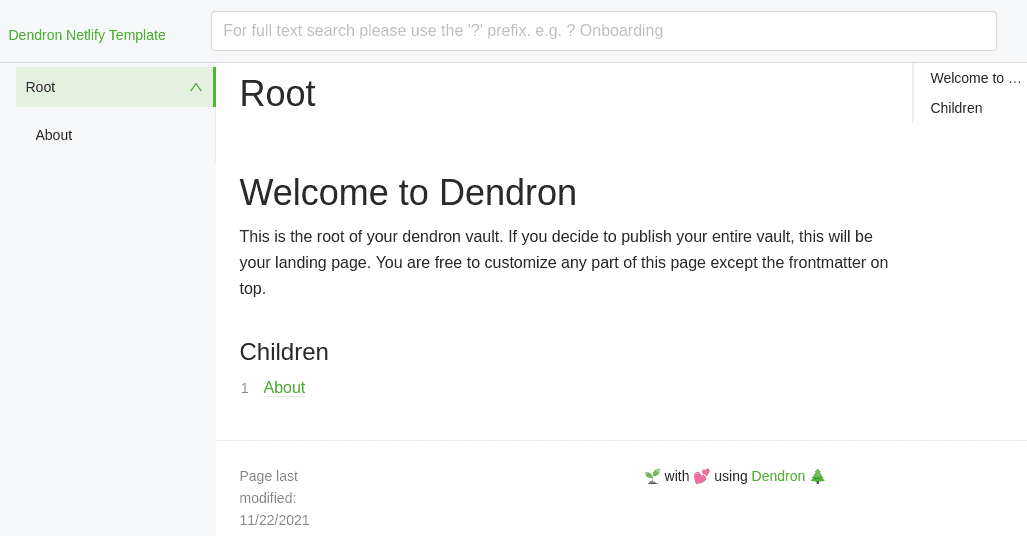 Dendron Netlify Template
For full text search please use the '?' prefix. e.g. ? Onboarding
Root
About
Root
Welcome to Dendron
This is the root of your dendron vault. If you decide to publish your entire vault, this will be
your landing page. You are free to customize any part of this page except the frontmatter on
top.
Children
1 About
Welcome to …
Children
Page last
modified:
11/22/2021
🌱 with 💕 using Dendron 🌲